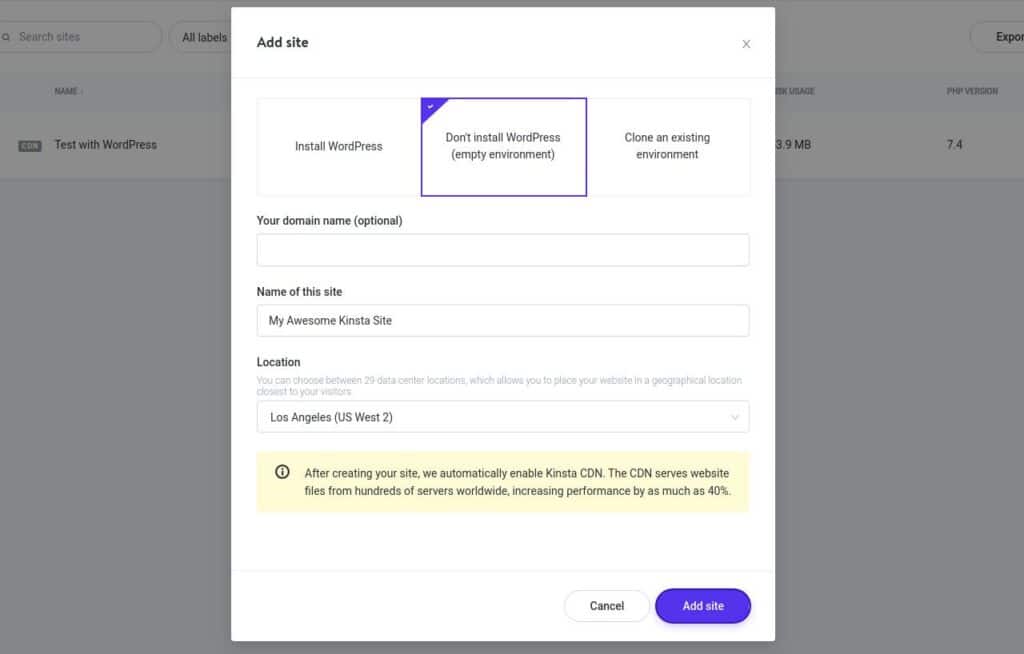 Add site
Search sites
All labels
NAME
PHP VERSION
CDN
Test with WordPress
3.9 MB
7.4
Install WordPress
Don't install WordPress
(empty environment)
Clone an existing
environment
Your domain name (optional)
Name of this site
My Awesome Kinsta Site
Location
You can choose between 29 data center locations, which allows you to place your website in a geographical location
closest to your visitors.
Los Angeles (US West 2)
After creating your site, we automatically enable Kinsta CDN. The CDN serves website
files from hundreds of servers worldwide, increasing performance by as much as 40%.
Cancel
Add site